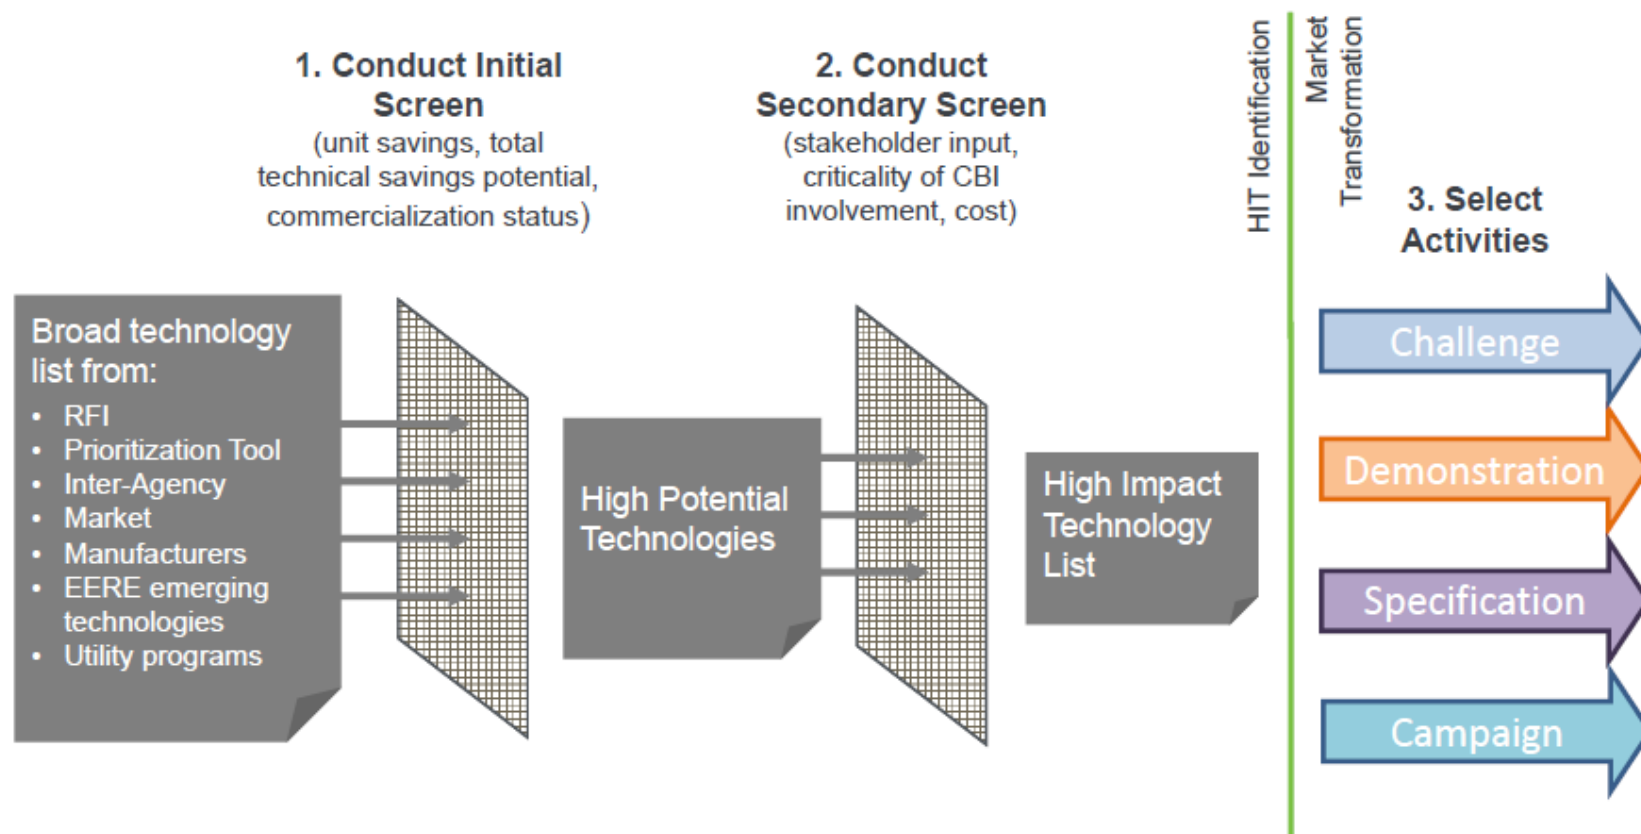 1. Conduct Initial
Screen
(unit savings, total
technical savings potential,
commercialization status)
2. Conduct
Secondary Screen
(stakeholder input,
criticality of CBI
involvement, cost)
HIT Identification
Market
Transformation
3. Select
Activities
Broad technology
list from:
• RFI
• Prioritization Tool
• Inter-Agency
• Market
• Manufacturers
• EERE emerging
technologies
• Utility programs
High Potential
Technologies
High Impact
Technology
List
Challenge
Demonstration
Specification
Campaign